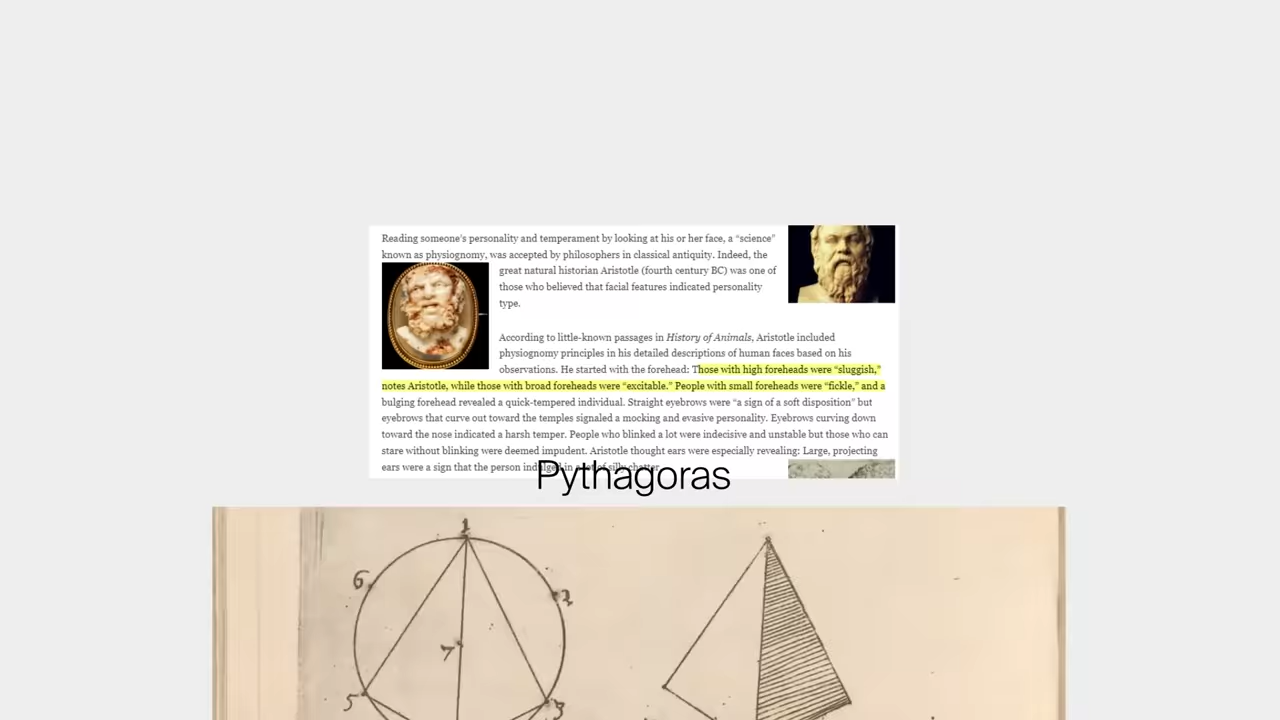 Reading someone's personality and temperament by looking at his or her face, a “science”
known as physiognomy, was accepted by philosophers in classical antiquity. Indeed, the
great natural historian Aristotle (fourth century BC) was one of
those who believed that facial features indicated personality
type.
According to little-known passages in History of Animals, Aristotle included
physiognomy principles in his detailed descriptions of human faces based on his
observations. He started with the forehead: Those with high foreheads were “sluggish,”
notes Aristotle, while those with broad foreheads were “excitable.” People with small foreheads were “fickle,” and a
bulging forehead revealed a quick-tempered individual. Straight eyebrows were “a sign of a soft disposition” but
eyebrows that curve out toward the temples signaled a mocking and evasive personality. Eyebrows curving down
toward the nose indicated a harsh temper. People who blinked a lot were indecisive and unstable but those who can
stare without blinking were deemed impudent. Aristotle thought ears were especially revealing: Large, projecting
ears were a sign that the person indulged in a lot of silly chatter.
Pythagoras
1
6
2
7
5
3